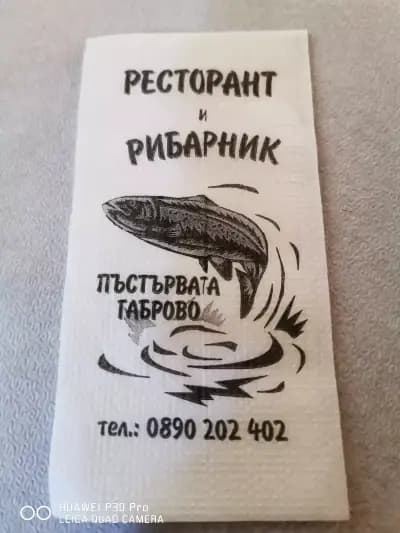 РЕСТОРАНТ
и
РИБАРНИК
ПЪСТЪРВАТА
ГАБРОВО
тел.: 0890 202 402
HUAWEI P30 Pro
LEICA QUAD CAMERA